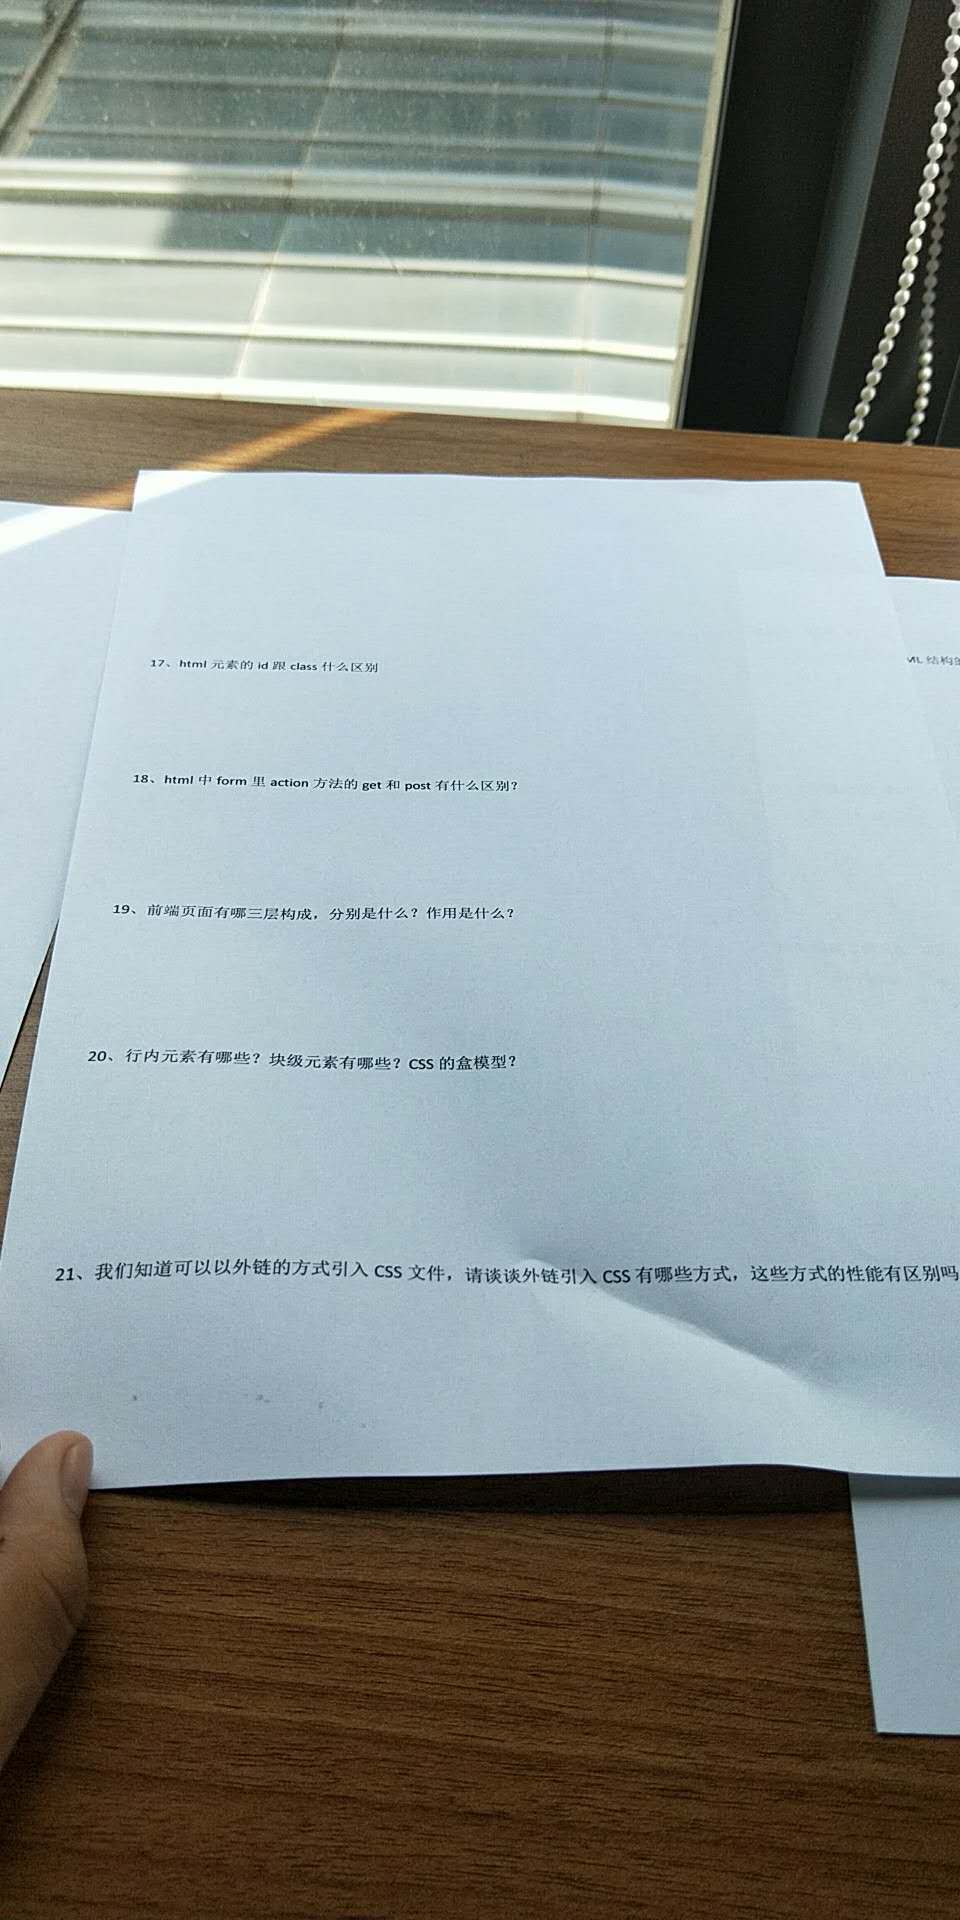 17、html 元素的 id 跟 class 什么区别
ML 结构
18、html 中 form 里 action 方法的 get 和 post 有什么区别?
19、前端页面有哪三层构成，分别是什么？作用是什么？
20、行内元素有哪些？块级元素有哪些？CSS 的盒模型？
21、我们知道可以以外链的方式引入 CSS 文件，请谈谈外链引入 CSS 有哪些方式，这些方式的性能有区别吗